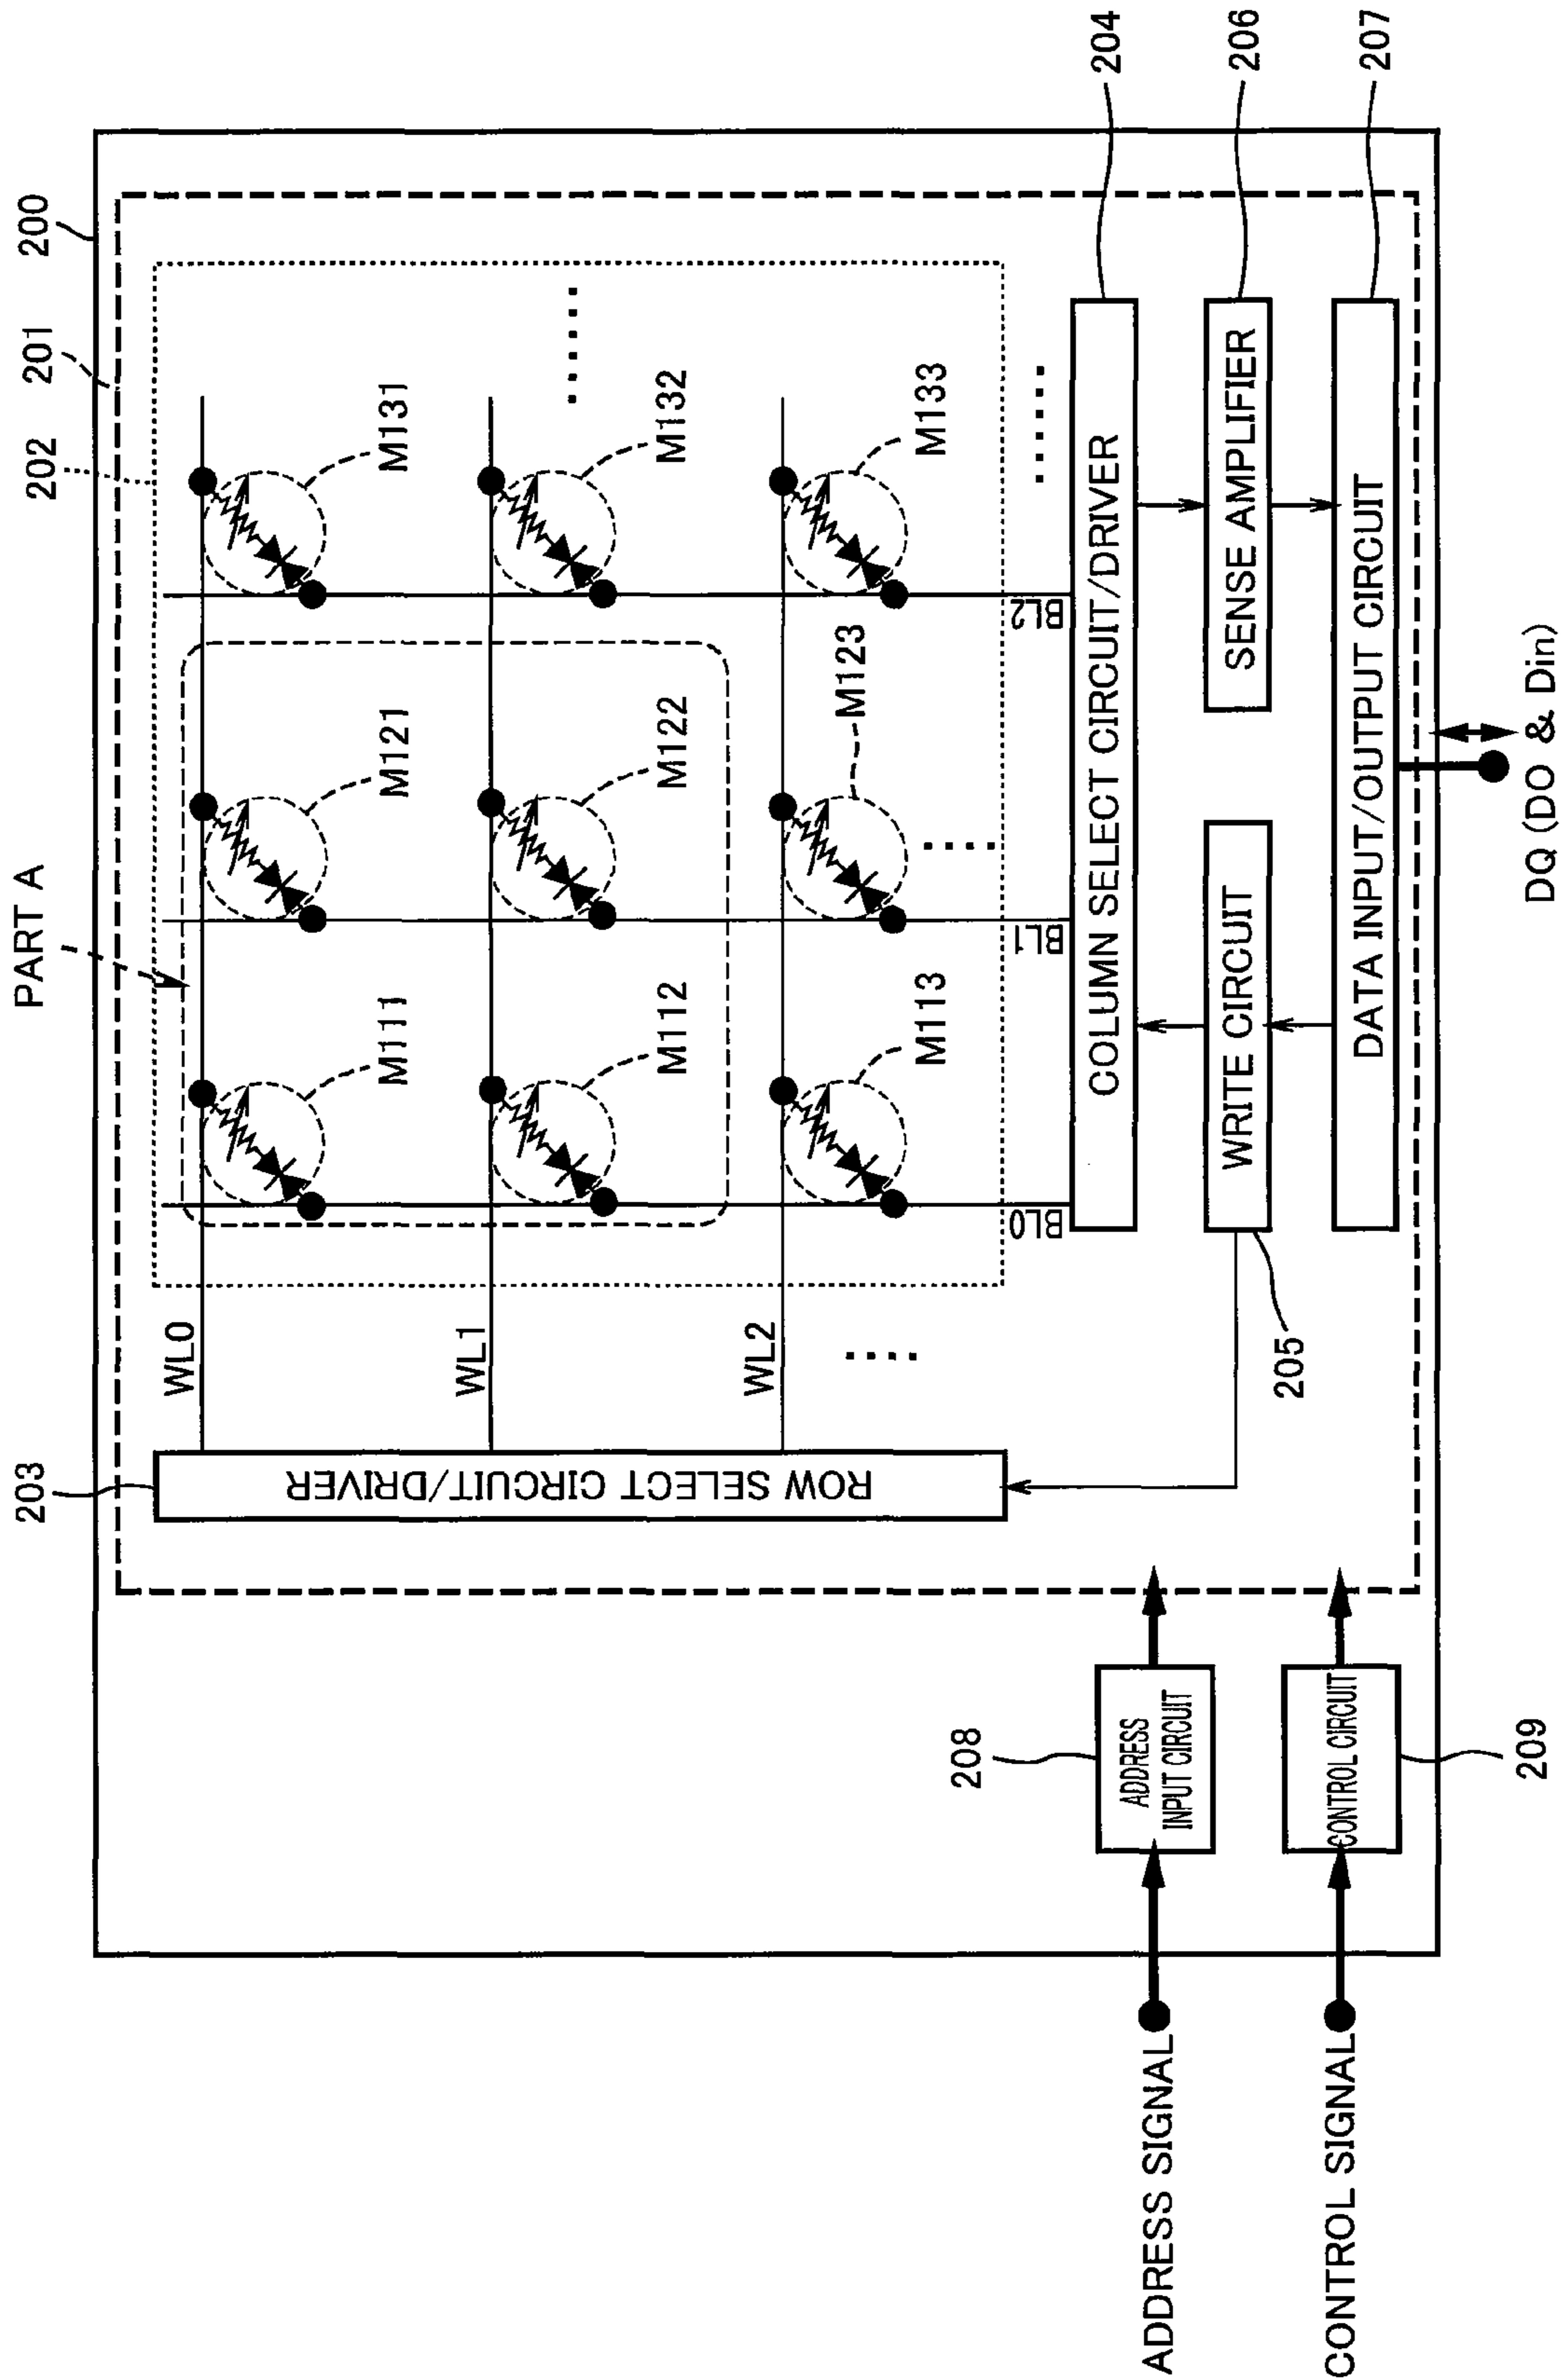 200
201
202
PART A
203
WL0
M111
M121
M131
WL1
M112
M122
M132
WL2
M113
M123
M133
ROW SELECT CIRCUIT/DRIVER
BL0
BL1
BL2
COLUMN SELECT CIRCUIT/DRIVER
204
WRITE CIRCUIT
205
SENSE AMPLIFIER
206
DATA INPUT/OUTPUT CIRCUIT
207
208
ADDRESS
INPUT CIRCUIT
ADDRESS SIGNAL
CONTROL CIRCUIT
209
CONTROL SIGNAL
DQ (DO & Din)